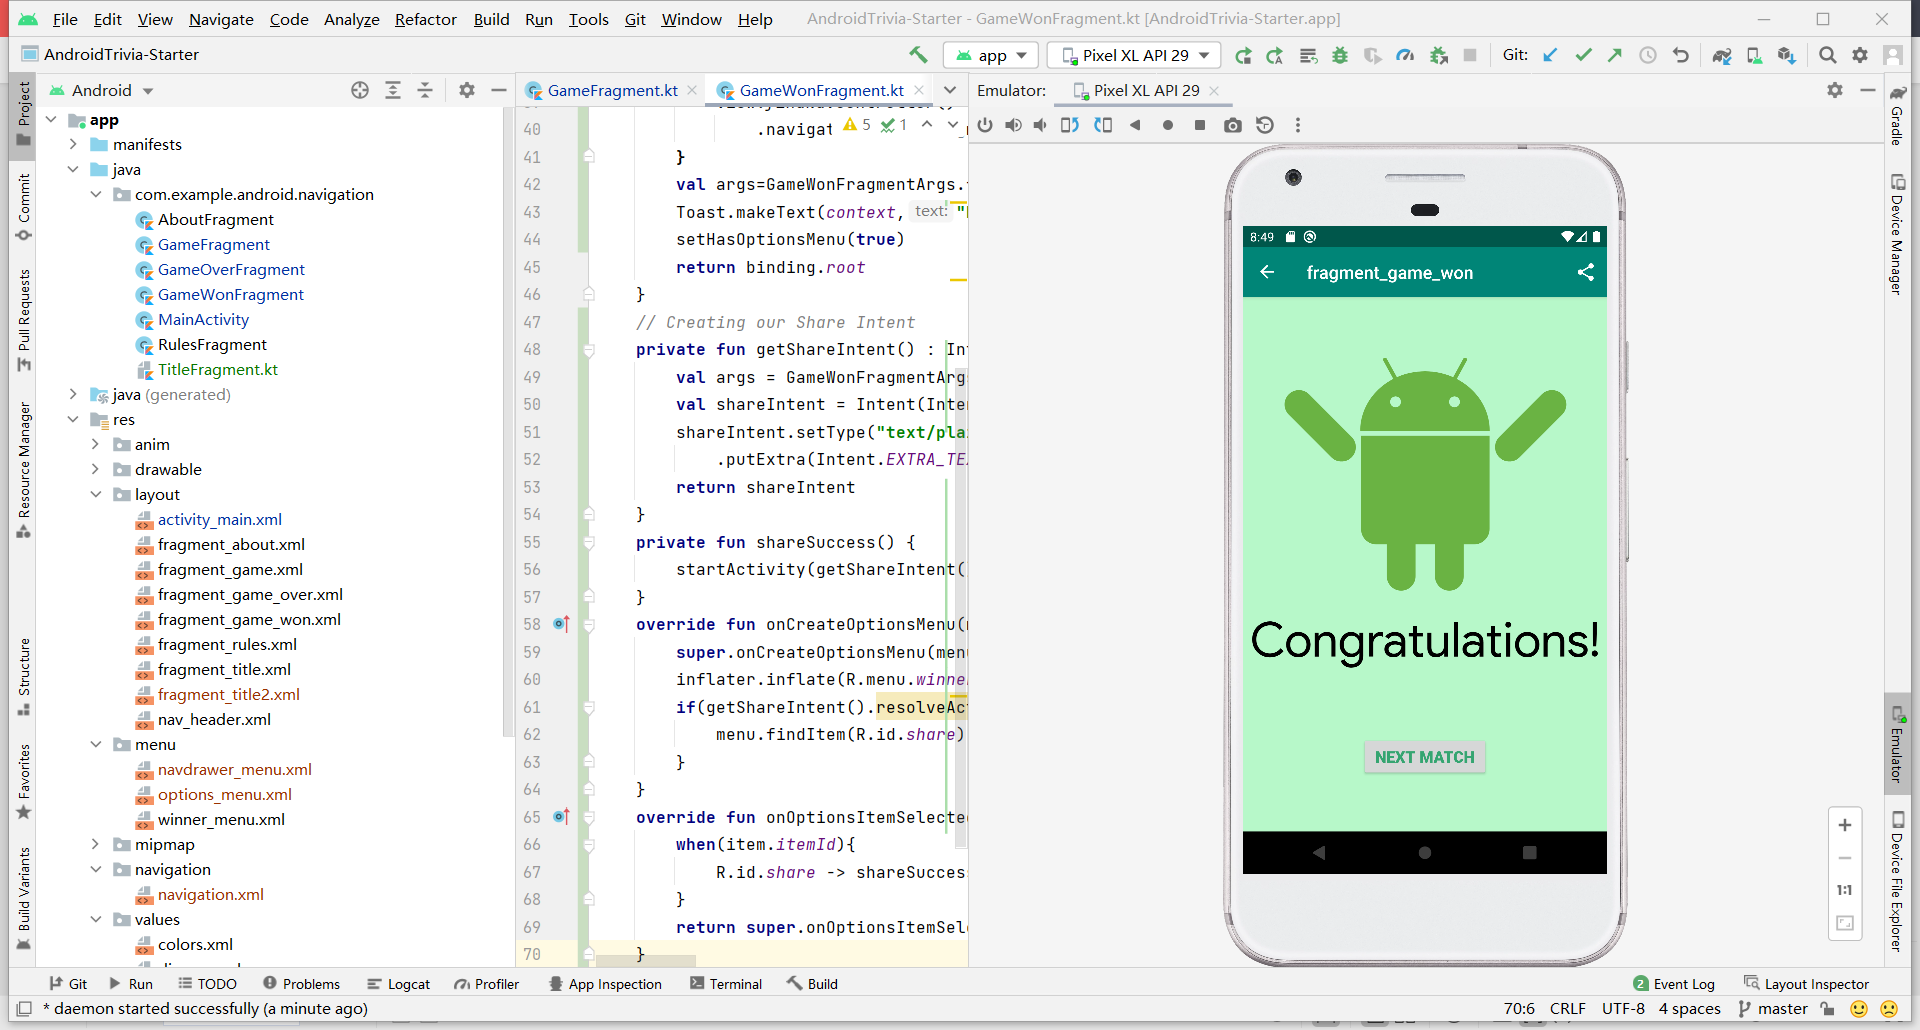 File Edit View Navigate Code Analyze Refactor Build Run Tools Git Window Help AndroidTrivia-Starter - GameWonFragment.kt [AndroidTrivia-Starter.app]
AndroidTrivia-Starter app Pixel XL API 29 Git:
Project
Commit
Pull Requests
Resource Manager
Structure
Favorites
Build Variants
Android
app
manifests
java
com.example.android.navigation
AboutFragment
GameFragment
GameOverFragment
GameWonFragment
MainActivity
RulesFragment
TitleFragment.kt
java (generated)
res
anim
drawable
layout
activity_main.xml
fragment_about.xml
fragment_game.xml
fragment_game_over.xml
fragment_game_won.xml
fragment_rules.xml
fragment_title.xml
fragment_title2.xml
nav_header.xml
menu
navdrawer_menu.xml
options_menu.xml
winner_menu.xml
mipmap
navigation
navigation.xml
values
colors.xml
GameFragment.kt GameWonFragment.kt
5 1
40 .navigat
41 }
42 val args=GameWonFragmentArgs.
43 Toast.makeText(context, text: "
44 setHasOptionsMenu(true)
45 return binding.root
46 }
47 // Creating our Share Intent
48 private fun getShareIntent() : Int
49 val args = GameWonFragmentArgs
50 val shareIntent = Intent(Inten
51 shareIntent.setType("text/pla
52 .putExtra(Intent.EXTRA_TEX
53 return shareIntent
54 }
55 private fun shareSuccess() {
56 startActivity(getShareIntent(
57 }
58 override fun onCreateOptionsMenu(m
59 super.onCreateOptionsMenu(menu
60 inflater.inflate(R.menu.winne
61 if(getShareIntent().resolveAc
62 menu.findItem(R.id.share)
63 }
64 }
65 override fun onOptionsItemSelecte
66 when(item.itemId){
67 R.id.share -> shareSucces
68 }
69 return super.onOptionsItemSel
70 }
Emulator: Pixel XL API 29
8:49
fragment_game_won
Congratulations!
NEXT MATCH
1:1
Gradle
Device Manager
Emulator
Device File Explorer
Git Run TODO Problems Logcat Profiler App Inspection Terminal Build 2 Event Log Layout Inspector
* daemon started successfully (a minute ago) 70:6 CRLF UTF-8 4 spaces master